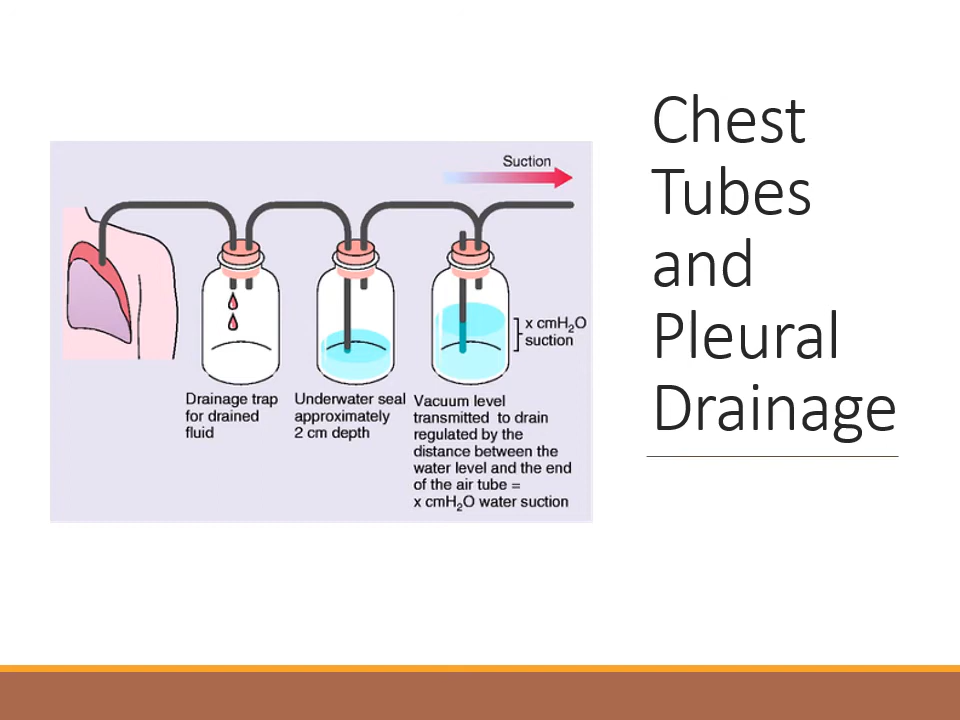 Chest
Tubes
and
Pleural
Drainage
Suction
x cmH₂O
suction
Drainage trap
for drained
fluid
Underwater seal
approximately
2 cm depth
Vacuum level
transmitted to drain
regulated by the
distance between the
water level and the end
of the air tube =
x cmH₂O water suction